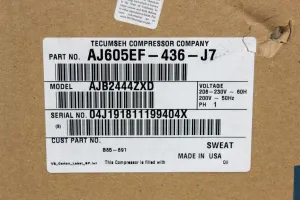 TECUMSEH COMPRESSOR COMPANY
PART NO. AJ605EF-436-J7
MODEL AJB2444ZXD
VOLTAGE
208-230V ~ 60H
200V ~ 50Hz
PH 1
SERIAL NO.
(S) 04J191811199404X
SWEAT
CUST PART NO. MADE IN USA
This Compressor is filled with Oil